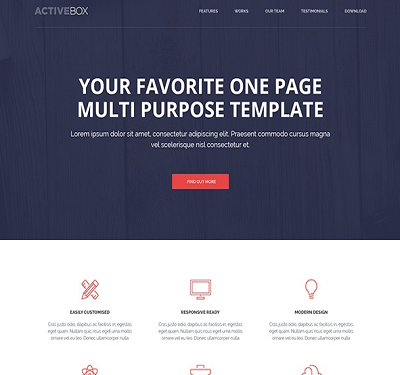 ACTIVEBOX
FEATURES WORKS OUR TEAM TESTIMONIALS DOWNLOAD
YOUR FAVORITE ONE PAGE
MULTI PURPOSE TEMPLATE
Lorem ipsum dolor sit amet, consectetur adipiscing elit. Praesent commodo cursus magna
vel scelerisque nisl consectetur et.
FIND OUT MORE
EASILY CUSTOMISED
Cras justo odio, dapibus ac facilisis in, egestas
eget quam. Nullam quis risus eget urna mollis
ornare vel eu leo. Donec ullamcorper nulla
RESPONSIVE READY
Cras justo odio, dapibus ac facilisis in, egestas
eget quam. Nullam quis risus eget urna mollis
ornare vel eu leo. Donec ullamcorper nulla
MODERN DESIGN
Cras justo odio, dapibus ac facilisis in, egestas
eget quam. Nullam quis risus eget urna mollis
ornare vel eu leo. Donec ullamcorper nulla